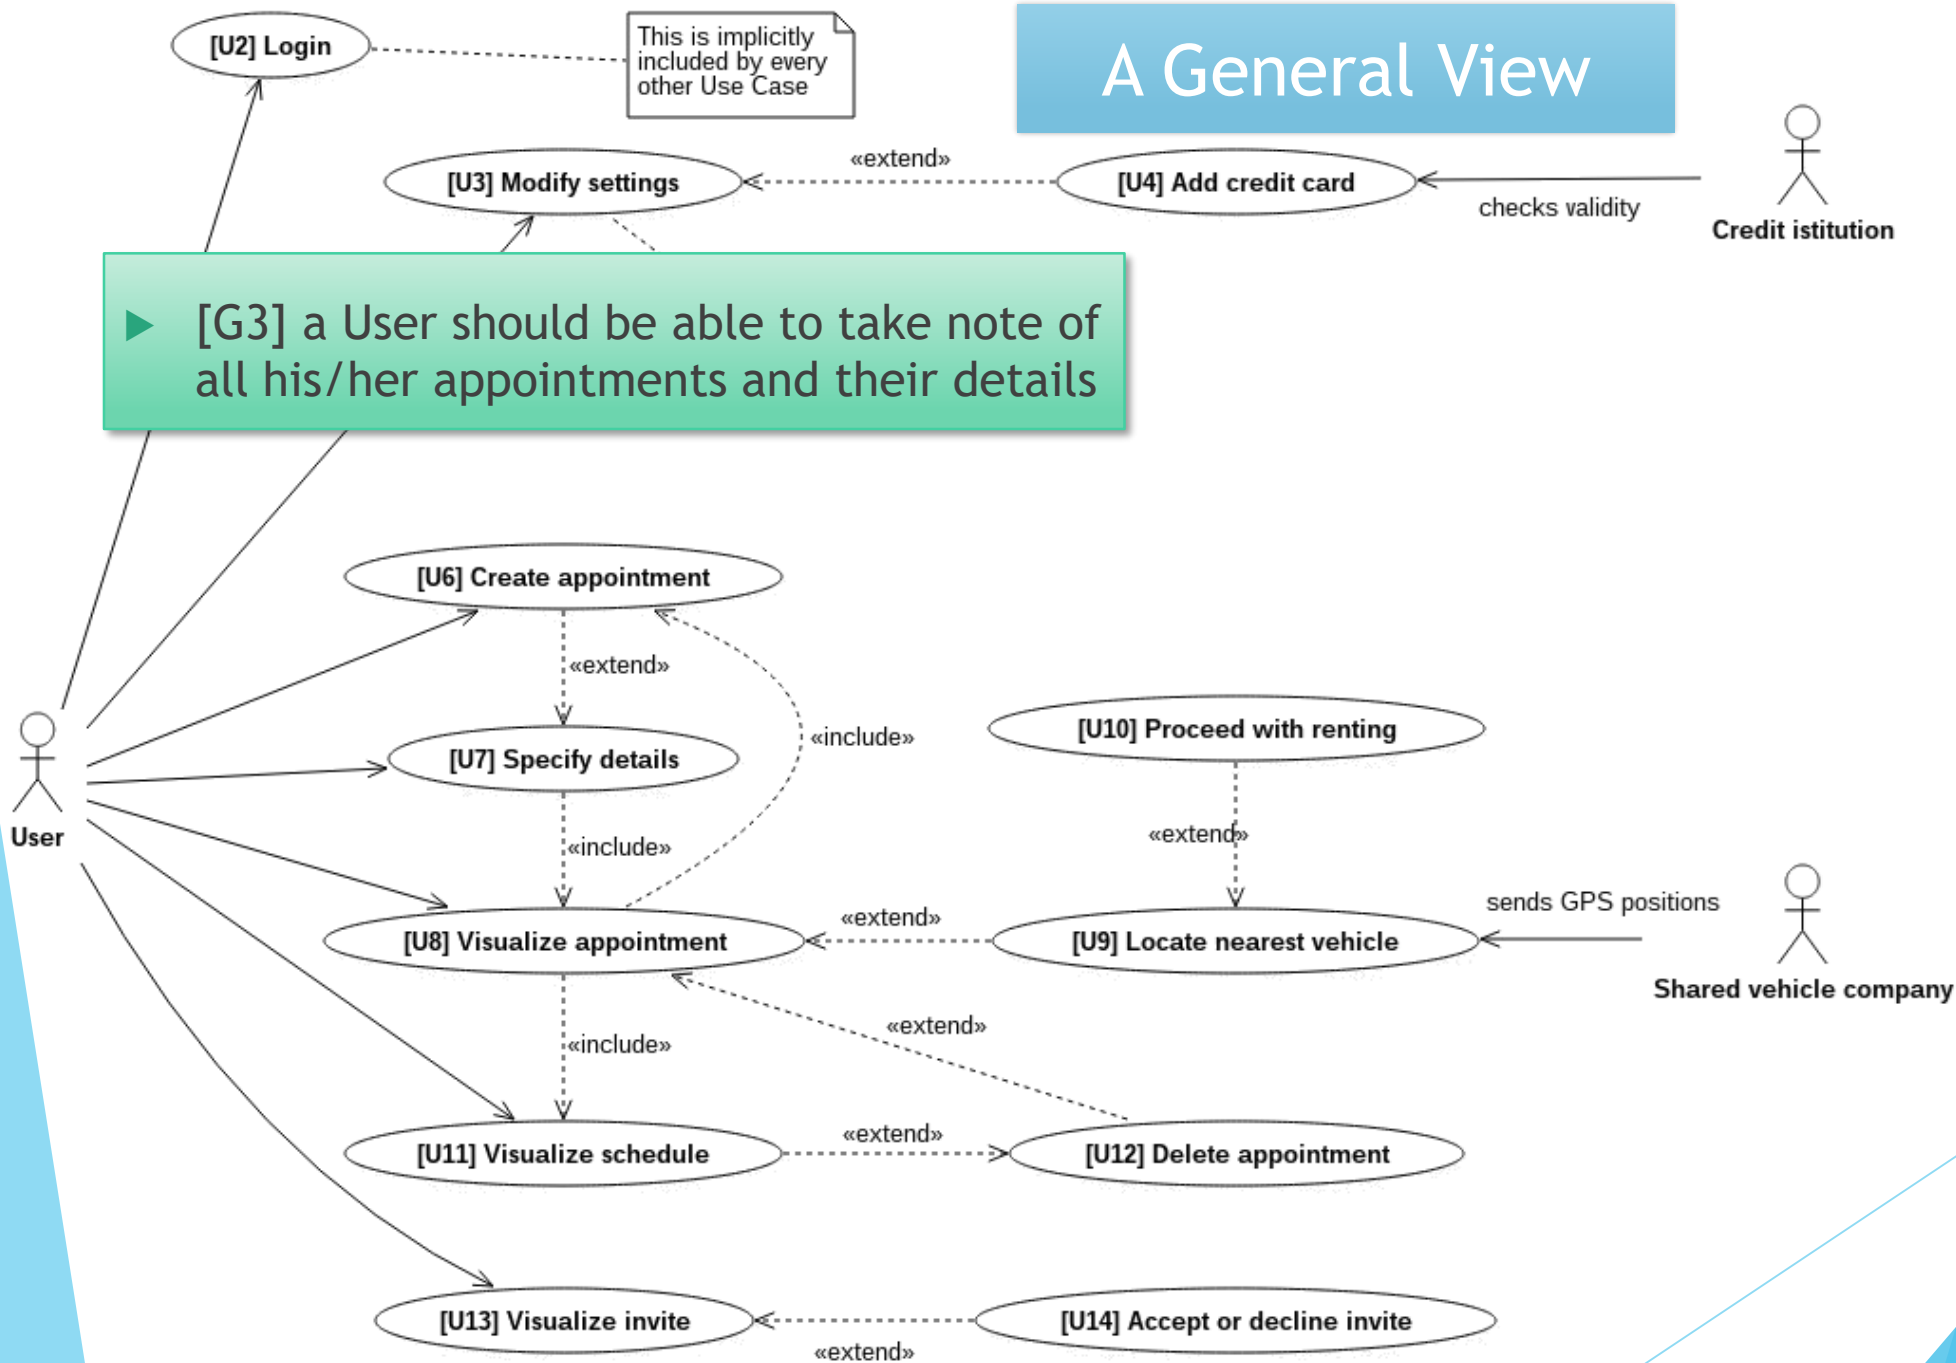 [U2] Login
This is implicitly
included by every
other Use Case
A General View
[U3] Modify settings
«extend»
[U4] Add credit card
checks validity
Credit istitution
[G3] a User should be able to take note of
all his/her appointments and their details
[U6] Create appointment
«extend»
«include»
[U7] Specify details
[U10] Proceed with renting
User
«include»
«extend»
[U8] Visualize appointment
«extend»
[U9] Locate nearest vehicle
sends GPS positions
Shared vehicle company
«include»
«extend»
[U11] Visualize schedule
«extend»
[U12] Delete appointment
[U13] Visualize invite
«extend»
[U14] Accept or decline invite